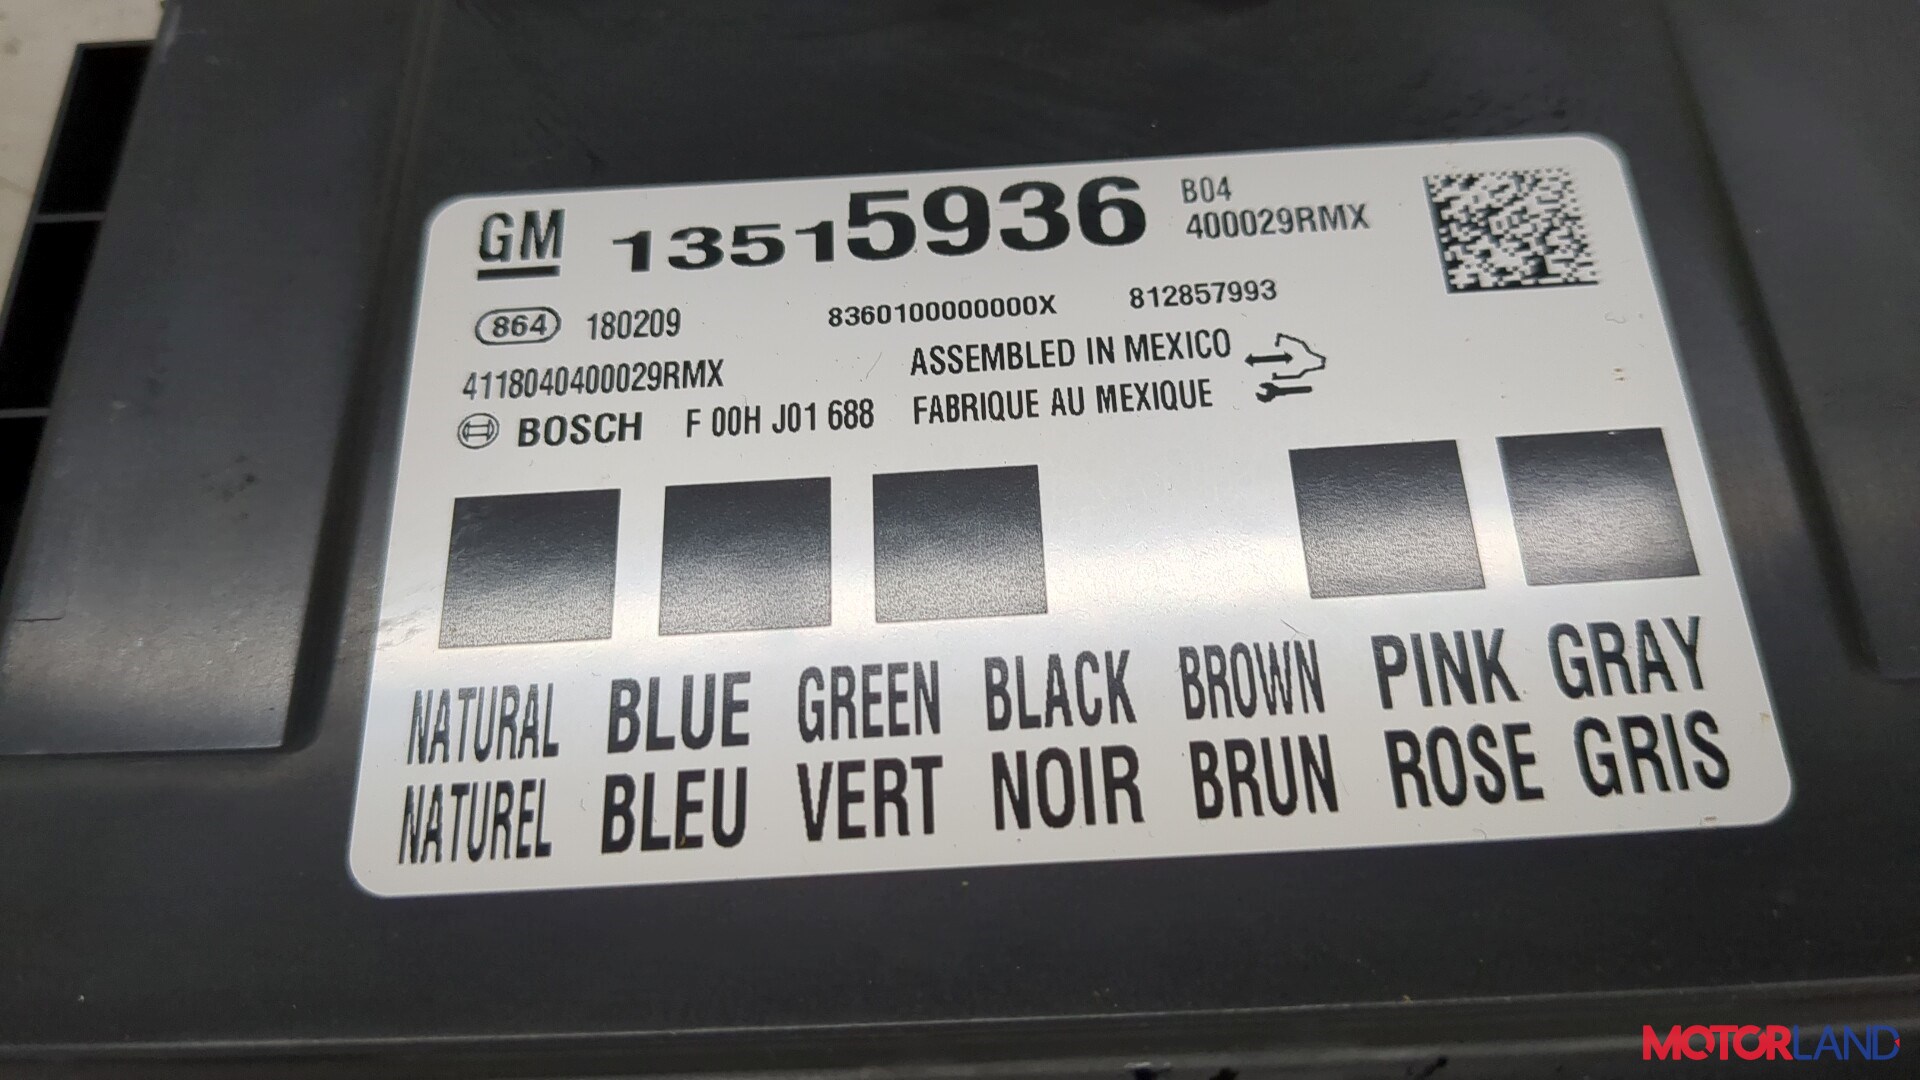 GM 13515936 B04
400029RMX
864 180209 8360100000000X 812857993
4118040400029RMX ASSEMBLED IN MEXICO
BOSCH F 00H J01 688 FABRIQUE AU MEXIQUE
NATURAL BLUE GREEN BLACK BROWN PINK GRAY
NATUREL BLEU VERT NOIR BRUN ROSE GRIS
MOTORLAND